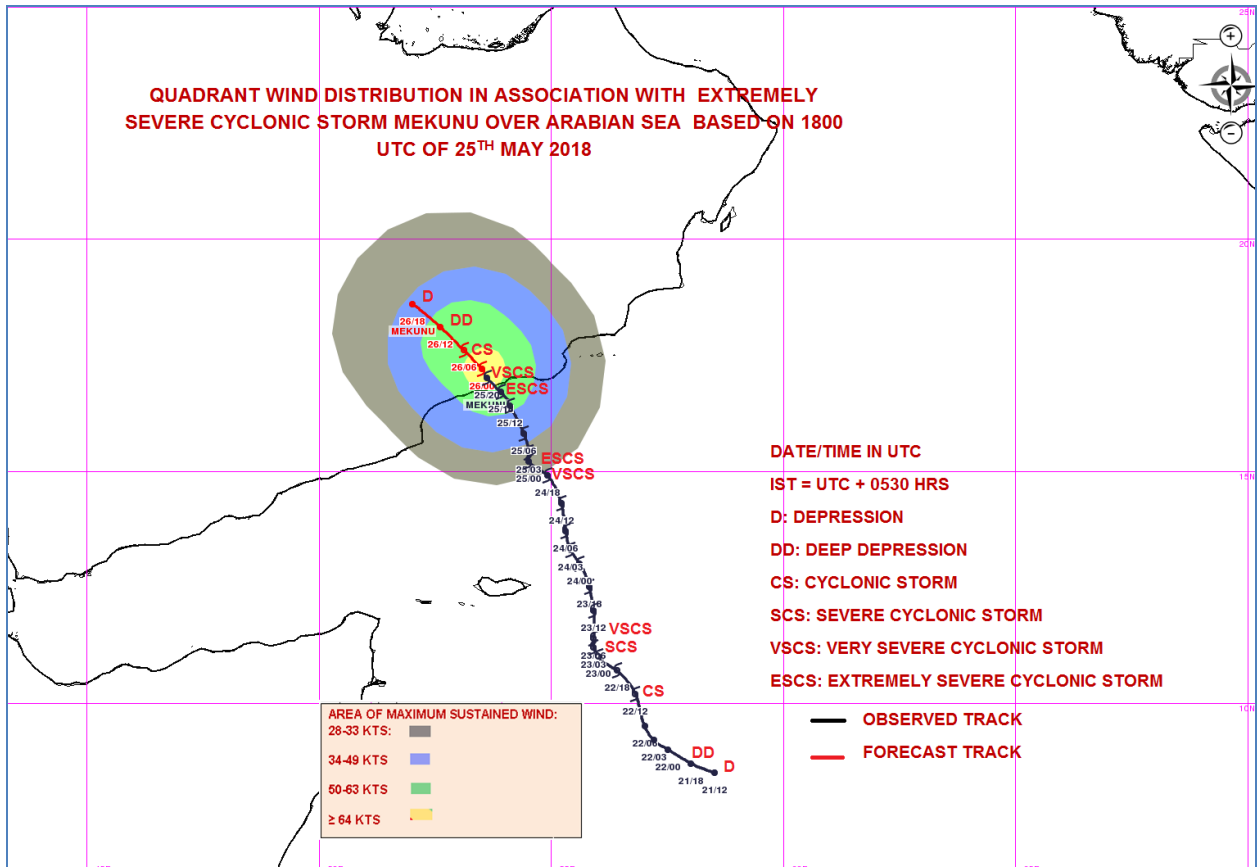 25N
QUADRANT WIND DISTRIBUTION IN ASSOCIATION WITH EXTREMELY
SEVERE CYCLONIC STORM MEKUNU OVER ARABIAN SEA BASED ON 1800
UTC OF 25TH MAY 2018
20N
D
26/18
MEKUNU
DD
26/12
CS
26/06
VSCS
26/00
ESCS
25/20
25/12
25/06
ESCS
25/03
VSCS
25/00
15N
24/18
24/12
24/06
24/03
24/00
23/18
23/12
VSCS
SCS
23/06
23/03
23/00
22/18
CS
22/12
10N
22/06
22/03
DD
22/00
D
21/18
21/12
DATE/TIME IN UTC
IST = UTC + 0530 HRS
D: DEPRESSION
DD: DEEP DEPRESSION
CS: CYCLONIC STORM
SCS: SEVERE CYCLONIC STORM
VSCS: VERY SEVERE CYCLONIC STORM
ESCS: EXTREMELY SEVERE CYCLONIC STORM
OBSERVED TRACK
FORECAST TRACK
AREA OF MAXIMUM SUSTAINED WIND:
28-33 KTS:
34-49 KTS
50-63 KTS
≥ 64 KTS